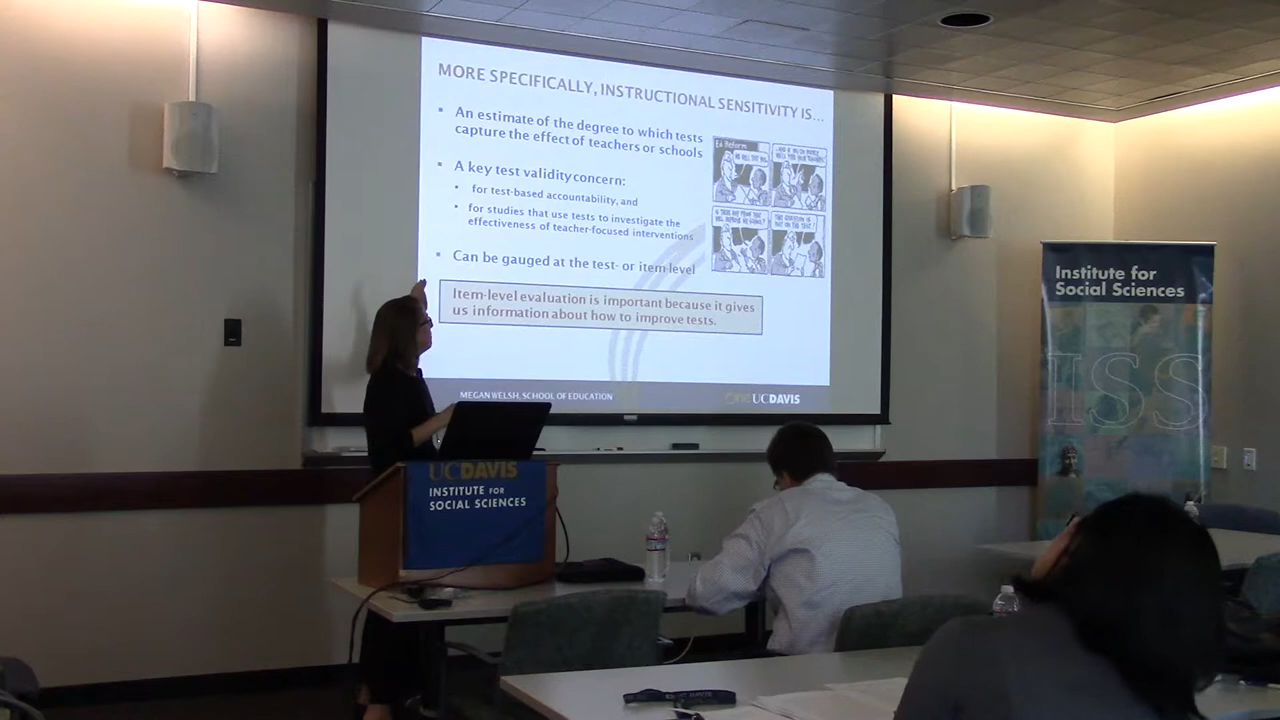 MORE SPECIFICALLY, INSTRUCTIONAL SENSITIVITY IS...
▪ An estimate of the degree to which tests
capture the effect of teachers or schools
▪ A key test validity concern:
▪ for test-based accountability, and
▪ for studies that use tests to investigate the
effectiveness of teacher-focused interventions
▪ Can be gauged at the test- or item-level
Item-level evaluation is important because it gives
us information about how to improve tests.
Ed Reform
MEGAN WELSH, SCHOOL OF EDUCATION
UCDAVIS
Institute for
Social Sciences
ISS
UCDAVIS
INSTITUTE FOR
SOCIAL SCIENCES